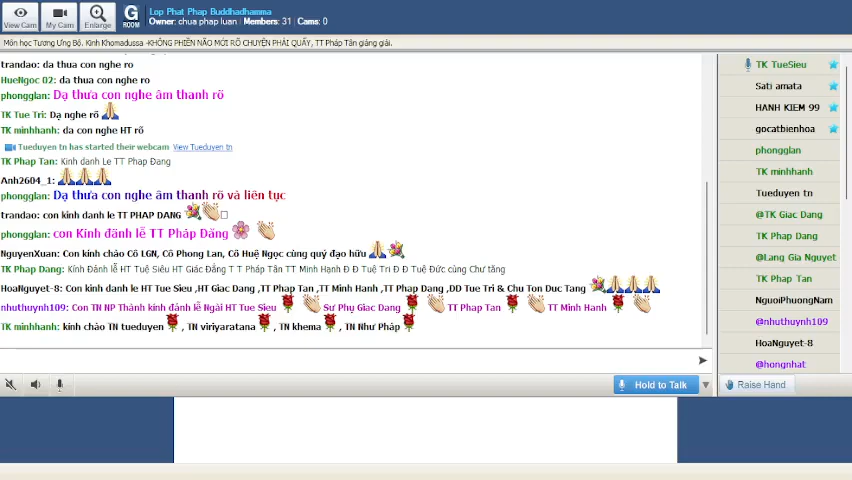 Lop Phat Phap Buddhadhamma
Owner: chua phap luan | Members: 31 | Cams: 0
View Cam
My Cam
Enlarge
G
ROOM
Môn học Tương Ưng Bộ. Kinh Khomadussa -KHÔNG PHIỀN NÃO MỚI RÕ CHUYỆN PHẢI QUẤY, TT Pháp Tân giảng giải.
trandao: da thua con nghe ro
HueNgoc 02: da thua con nghe ro
phongglan: Dạ thưa con nghe âm thanh rõ
TK Tue Tri: Dạ nghe rõ
TK minhhanh: da con nghe HT rõ
Tueduyen tn has started their webcam View Tueduyen tn
TK Phap Tan: Kinh danh Le TT Phap Đang
Anh2604_1:
phongglan: Dạ thưa con nghe âm thanh rõ và liên tục
trandao: con kinh danh le TT PHAP DANG
phongglan: con Kính đãnh lễ TT Pháp Đăng
NguyenXuan: Con kính chào Cô LGN, Cô Phong Lan, Cô Huệ Ngọc cùng quý đạo hữu
TK Phap Dang: Kính Đảnh lễ HT Tuệ Siêu HT Giác Đẳng T T Pháp Tân TT Minh Hạnh Đ Đ Tuệ Trì Đ Đ Tuệ Đức cùng Chư tăng
HoaNguyet-8: Con kinh danh le HT Tue Sieu ,HT Giac Dang ,TT Phap Tan ,TT Minh Hanh ,TT Phap Dang ,DD Tue Tri & Chu Ton Duc Tang
nhuthuynh109: Con TN NP Thành kính đảnh lễ Ngài HT Tue Sieu Sư Phụ Giac Dang TT Phap Tan TT Minh Hanh
TK minhhanh: kính chào TN tueduyen , TN viriyaratana , TN khema , TN Như Pháp
Hold to Talk
TK TueSieu
Sati amata
HANH KIEM 99
gocatbienhoa
phongglan
TK minhhanh
Tueduyen tn
@TK Giac Dang
TK Phap Dang
@Lang Gia Nguyet
TK Phap Tan
NguoiPhuongNam
@nhuthuynh109
HoaNguyet-8
@hongnhat
Raise Hand